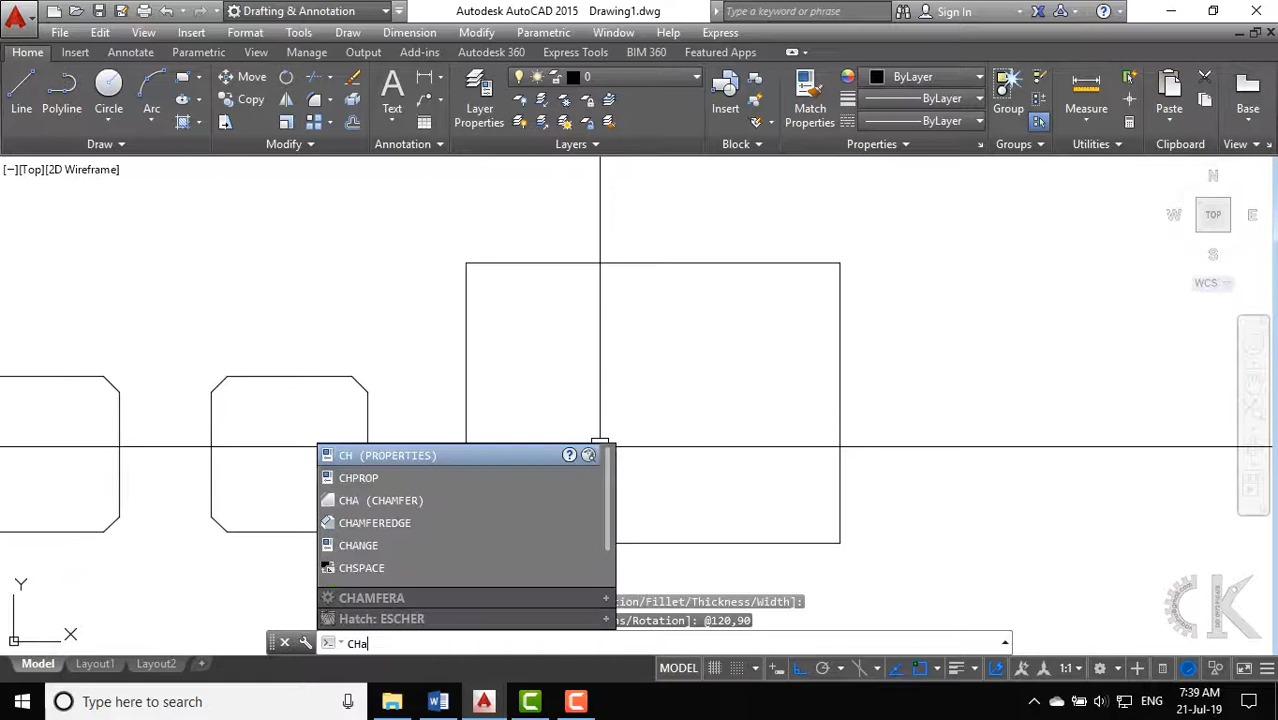 Drafting & Annotation
Autodesk AutoCAD 2015 Drawing1.dwg
Type a keyword or phrase
Sign In
File Edit View Insert Format Tools Draw Dimension Modify Parametric Window Help Express
Home Insert Annotate Parametric View Manage Output Add-ins Autodesk 360 Express Tools BIM 360 Featured Apps
Line Polyline Circle Arc
Move
Copy
Text
Layer Properties
0
Insert
Match Properties
ByLayer
ByLayer
ByLayer
Group
Measure
Paste
Base
Draw Modify Annotation Layers Block Properties Groups Utilities Clipboard View
[−][Top][2D Wireframe]
N
W TOP E
S
WCS
CH (PROPERTIES)
CHPROP
CHA (CHAMFER)
CHAMFEREDGE
CHANGE
CHSPACE
CHAMFERA
Hatch: ESCHER
tion/Fillet/Thickness/Width]:
ns/Rotation]: @120,90
Y
X
CHa
Model Layout1 Layout2 +
MODEL
1:1
Type here to search
ENG
7:39 AM
21-Jul-19